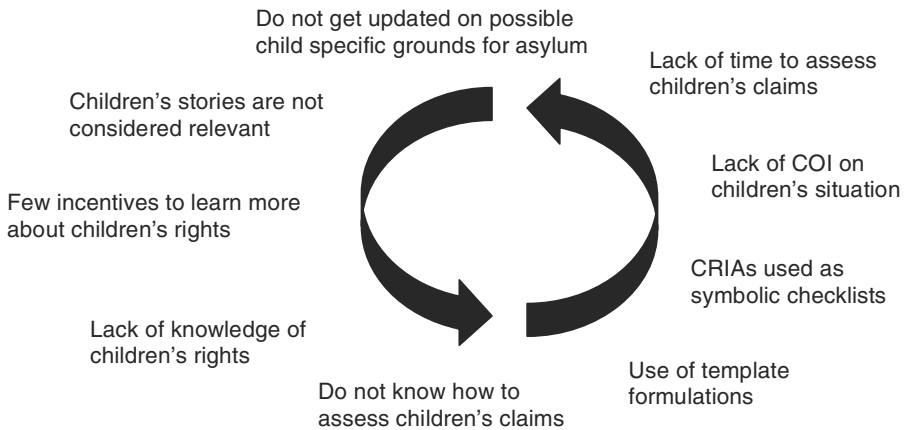 Do not get updated on possible
child specific grounds for asylum
Lack of time to assess
children’s claims
Children’s stories are not
considered relevant
Lack of COI on
children’s situation
Few incentives to learn more
about children’s rights
CRIAs used as
symbolic checklists
Lack of knowledge of
children’s rights
Use of template
formulations
Do not know how to
assess children’s claims